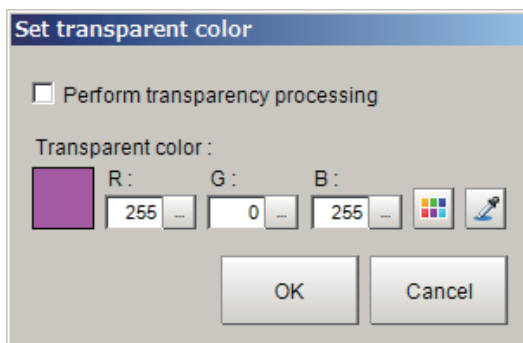 Set transparent color
Perform transparency processing
Transparent color :
R : G : B :
255 ... 0 ... 255 ...
OK Cancel